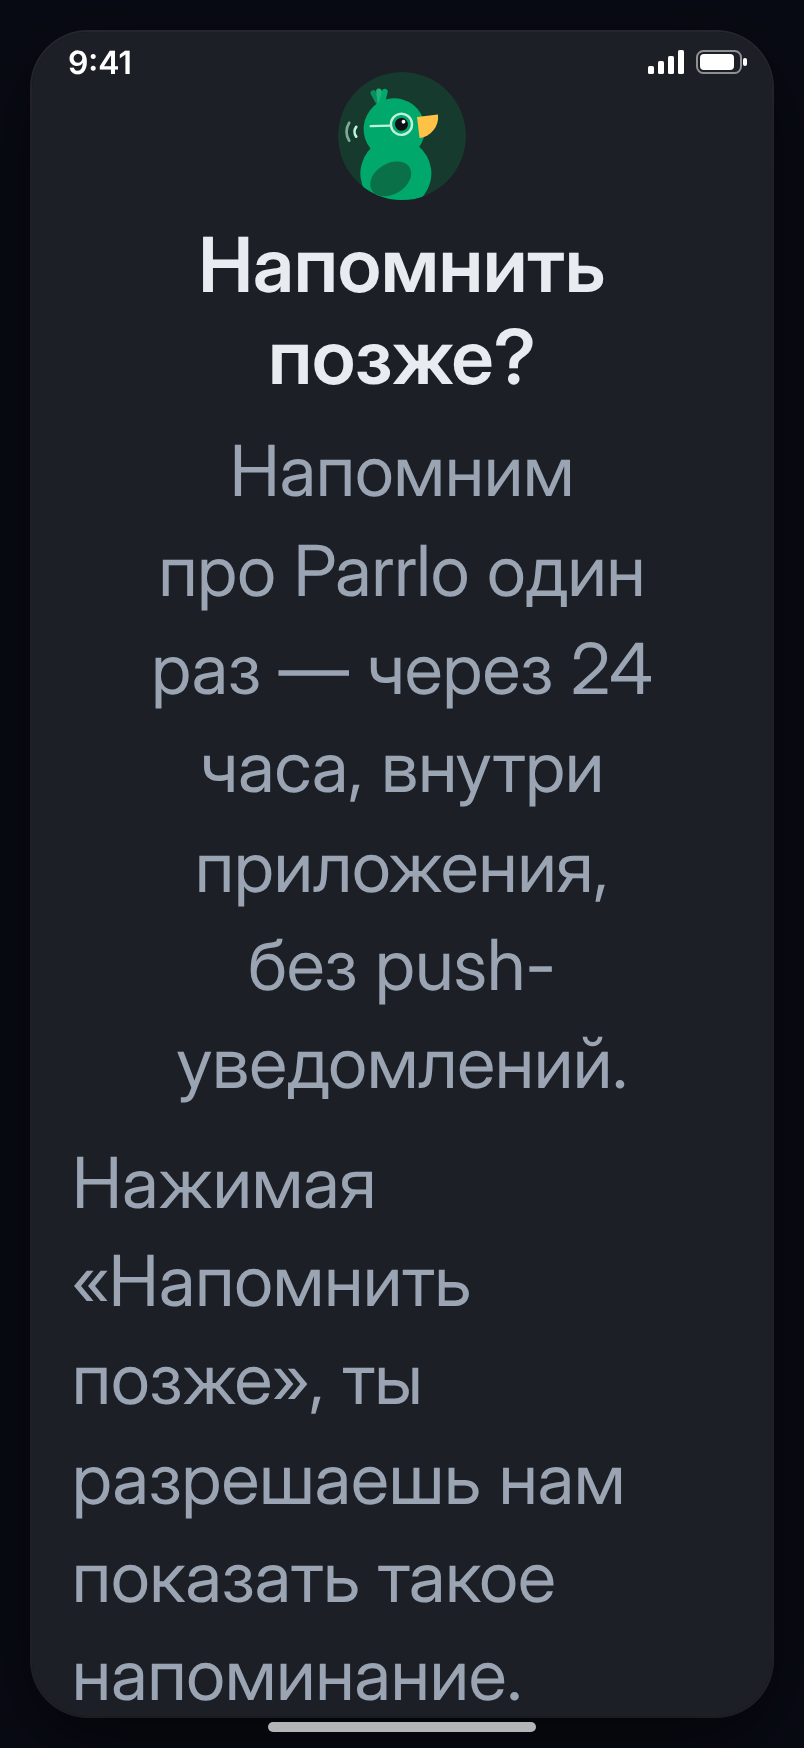 9:41
Напомнить
позже?
Напомним
про Parrlo один
раз — через 24
часа, внутри
приложения,
без push-
уведомлений.
Нажимая
«Напомнить
позже», ты
разрешаешь нам
показать такое
напоминание.